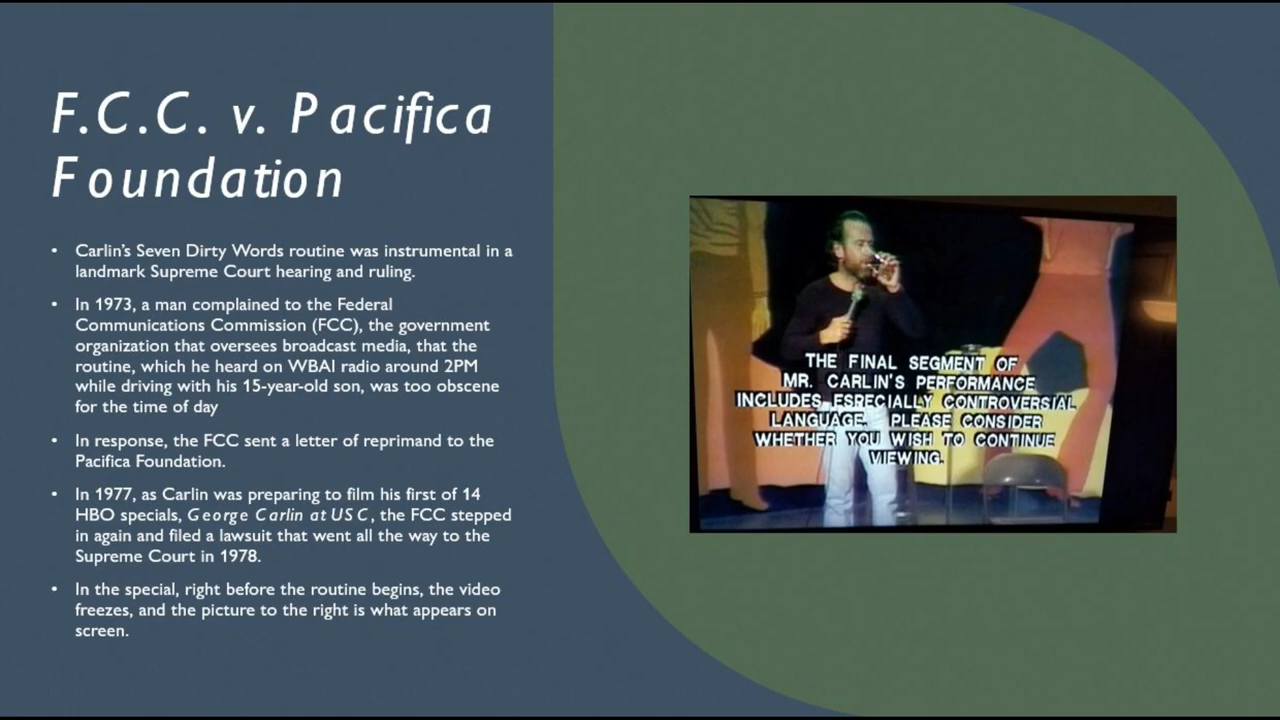 F.C.C. v. Pacifica
Foundation
• Carlin's Seven Dirty Words routine was instrumental in a
landmark Supreme Court hearing and ruling.
• In 1973, a man complained to the Federal
Communications Commission (FCC), the government
organization that oversees broadcast media, that the
routine, which he heard on WBAI radio around 2PM
while driving with his 15-year-old son, was too obscene
for the time of day
• In response, the FCC sent a letter of reprimand to the
Pacifica Foundation.
• In 1977, as Carlin was preparing to film his first of 14
HBO specials, George Carlin at USC, the FCC stepped
in again and filed a lawsuit that went all the way to the
Supreme Court in 1978.
• In the special, right before the routine begins, the video
freezes, and the picture to the right is what appears on
screen.
THE FINAL SEGMENT OF
MR. CARLIN'S PERFORMANCE
INCLUDES ESPECIALLY CONTROVERSIAL
LANGUAGE. PLEASE CONSIDER
WHETHER YOU WISH TO CONTINUE
VIEWING.